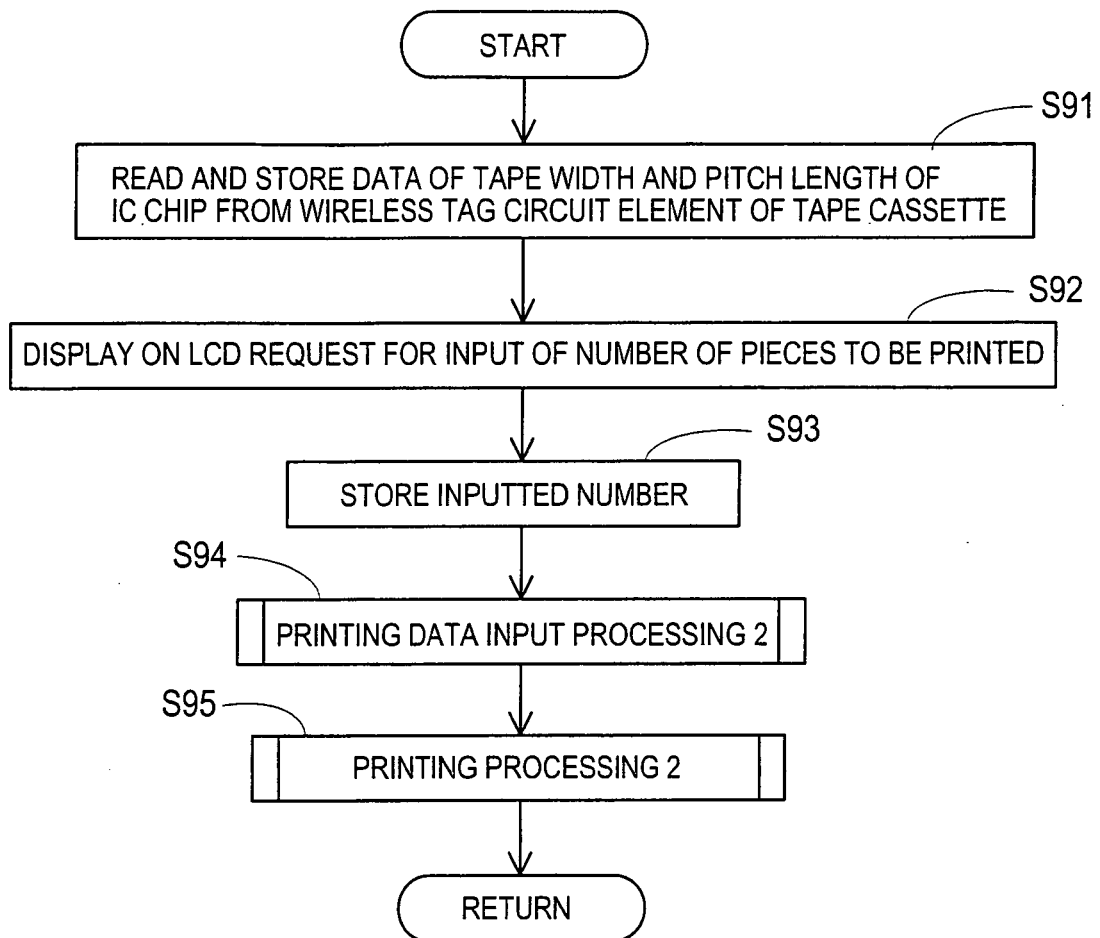 START
S91
READ AND STORE DATA OF TAPE WIDTH AND PITCH LENGTH OF
IC CHIP FROM WIRELESS TAG CIRCUIT ELEMENT OF TAPE CASSETTE
S92
DISPLAY ON LCD REQUEST FOR INPUT OF NUMBER OF PIECES TO BE PRINTED
S93
STORE INPUTTED NUMBER
S94
PRINTING DATA INPUT PROCESSING 2
S95
PRINTING PROCESSING 2
RETURN